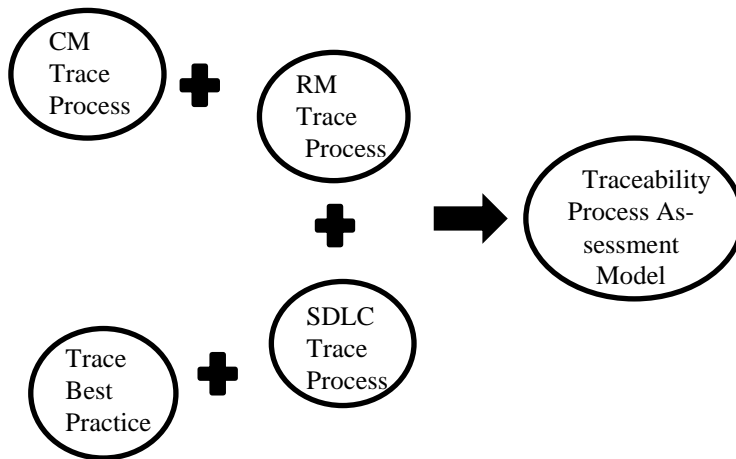 CM
Trace
Process
RM
Trace
Process
Traceability
Process As-
sessment
Model
SDLC
Trace
Process
Trace
Best
Practice